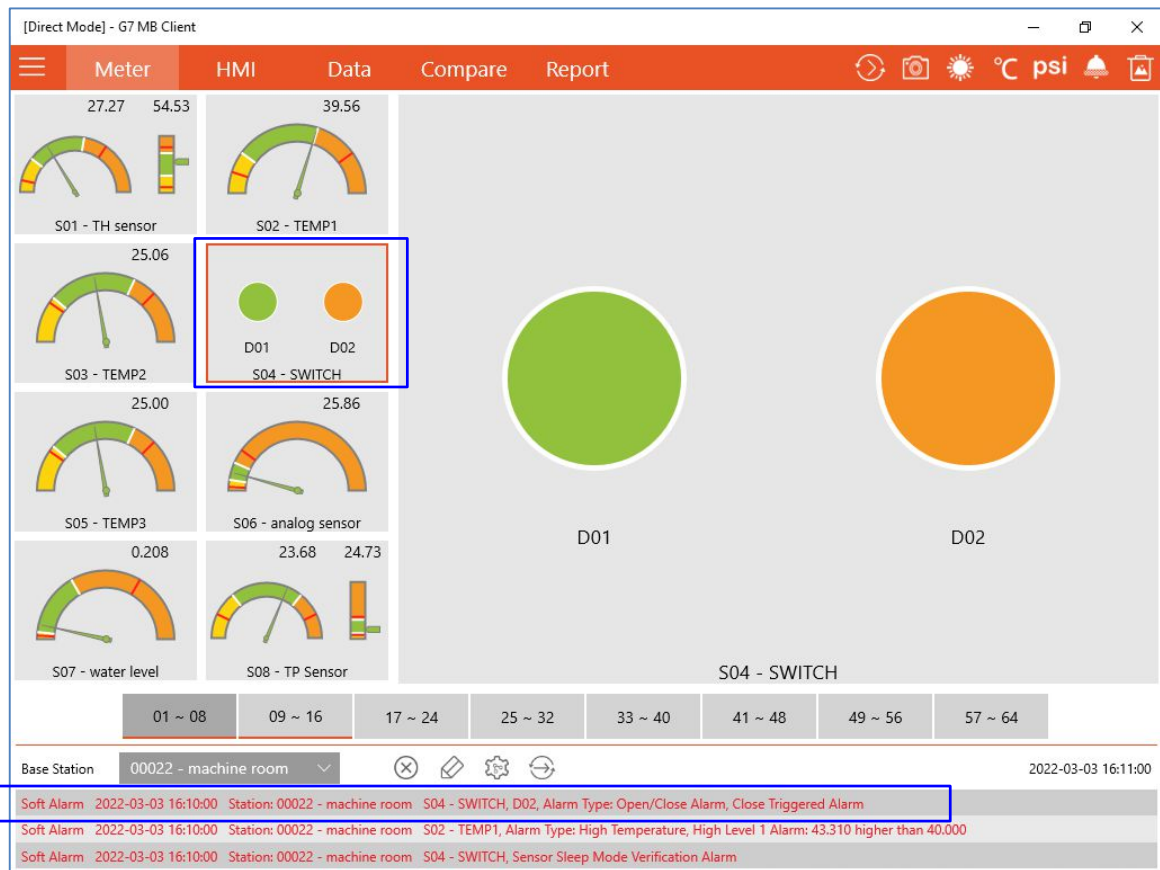 [Direct Mode] - G7 MB Client
Meter HMI Data Compare Report °C psi
27.27 54.53
S01 - TH sensor
39.56
S02 - TEMP1
25.06
S03 - TEMP2
D01 D02
S04 - SWITCH
25.00
S05 - TEMP3
25.86
S06 - analog sensor
0.208
S07 - water level
23.68 24.73
S08 - TP Sensor
D01 D02
S04 - SWITCH
01 ~ 08 09 ~ 16 17 ~ 24 25 ~ 32 33 ~ 40 41 ~ 48 49 ~ 56 57 ~ 64
Base Station 00022 - machine room 2022-03-03 16:11:00
Soft Alarm 2022-03-03 16:10:00 Station: 00022 - machine room S04 - SWITCH, D02, Alarm Type: Open/Close Alarm, Close Triggered Alarm
Soft Alarm 2022-03-03 16:10:00 Station: 00022 - machine room S02 - TEMP1, Alarm Type: High Temperature, High Level 1 Alarm: 43.310 higher than 40.000
Soft Alarm 2022-03-03 16:10:00 Station: 00022 - machine room S04 - SWITCH, Sensor Sleep Mode Verification Alarm